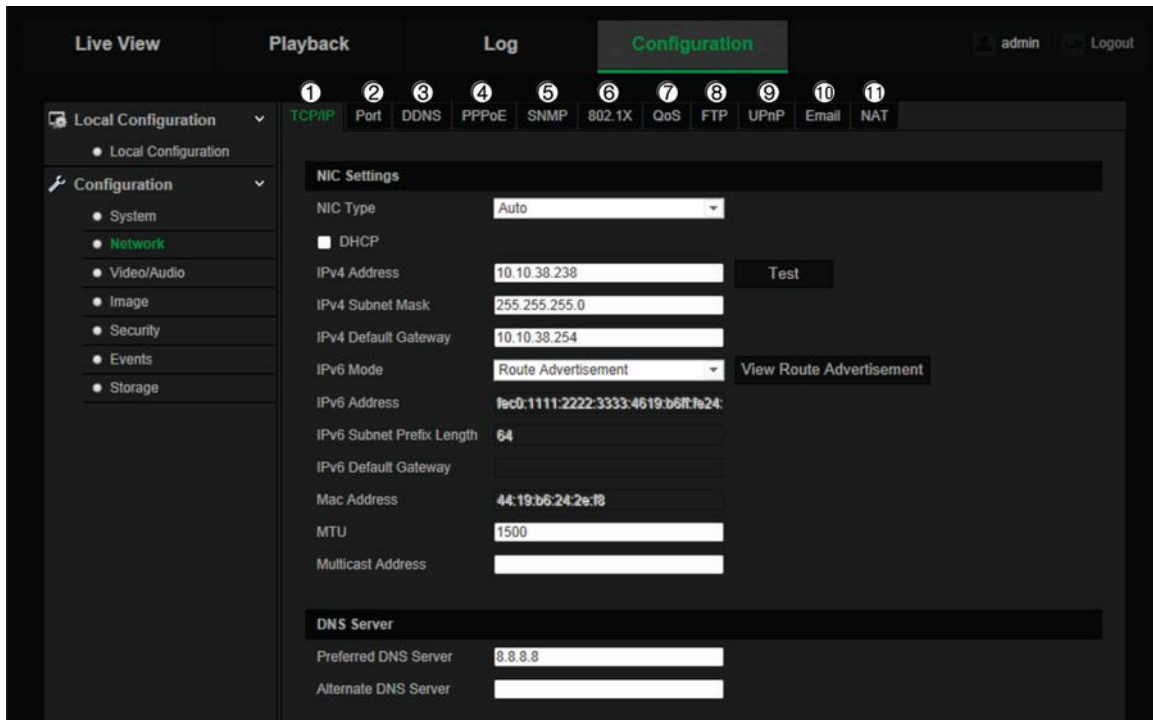 Live View Playback Log Configuration admin Logout
① ② ③ ④ ⑤ ⑥ ⑦ ⑧ ⑨ ⑩ ⑪
TCP/IP Port DDNS PPPoE SNMP 802.1X QoS FTP UPnP Email NAT
Local Configuration
Local Configuration
Configuration
System
Network
Video/Audio
Image
Security
Events
Storage
NIC Settings
NIC Type Auto
DHCP
IPv4 Address 10.10.38.238 Test
IPv4 Subnet Mask 255.255.255.0
IPv4 Default Gateway 10.10.38.254
IPv6 Mode Route Advertisement View Route Advertisement
IPv6 Address fec0:1111:2222:3333:4619:b6ff:fe24:
IPv6 Subnet Prefix Length 64
IPv6 Default Gateway
Mac Address 44:19:b6:24:2e:f8
MTU 1500
Multicast Address
DNS Server
Preferred DNS Server 8.8.8.8
Alternate DNS Server